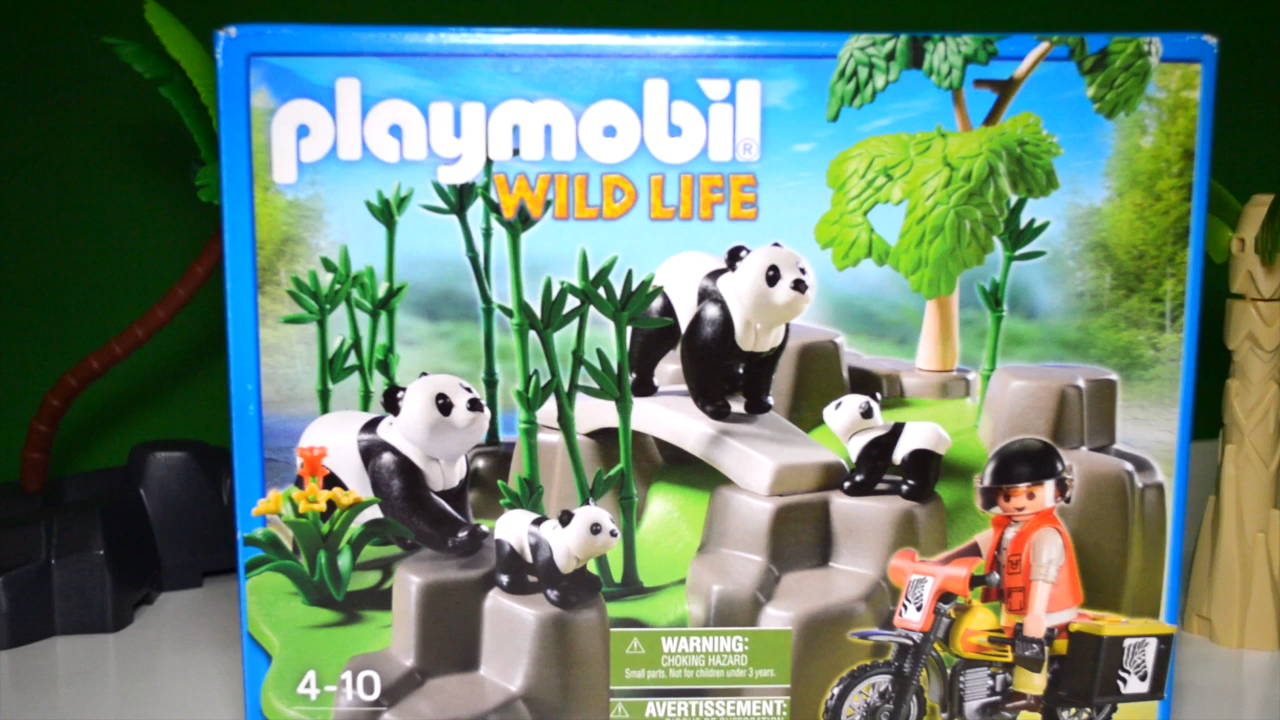 playmobil®
WILD LIFE
4-10
WARNING:
CHOKING HAZARD
Small parts. Not for children under 3 years.
AVERTISSEMENT: